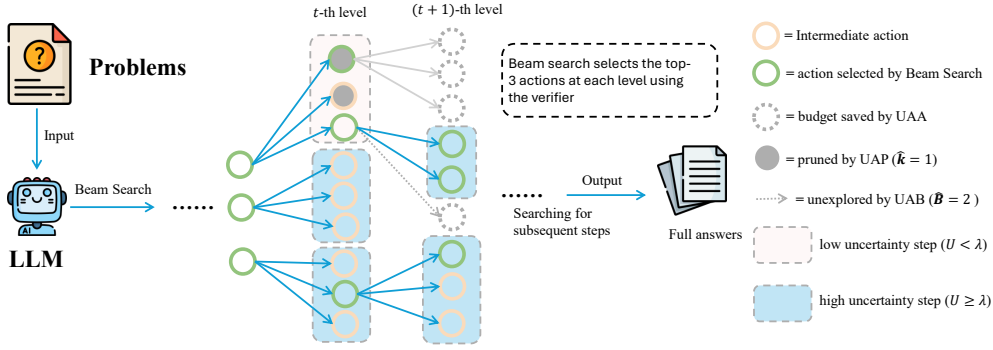 t-th level
(t + 1)-th level
Problems
Input
Beam Search
AI
LLM
......
Beam search selects the top-
3 actions at each level using
the verifier
......
Searching for
subsequent steps
Output
Full answers
= Intermediate action
= action selected by Beam Search
= budget saved by UAA
= pruned by UAP (k̂ = 1)
= unexplored by UAB (B̂ = 2 )
low uncertainty step (U < λ)
high uncertainty step (U ≥ λ)
?